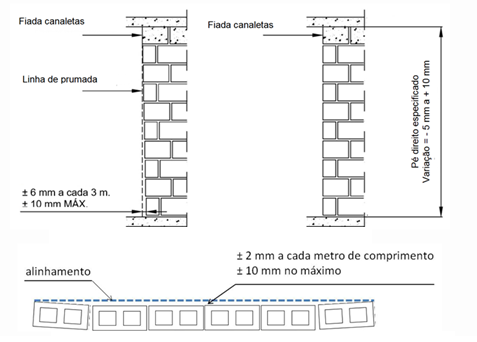 Fiada canaletas
Fiada canaletas
Linha de prumada
Pé direito especificado
Variação = - 5 mm a + 10 mm
± 6 mm a cada 3 m.
± 10 mm MÁX.
± 2 mm a cada metro de comprimento
± 10 mm no máximo
alinhamento